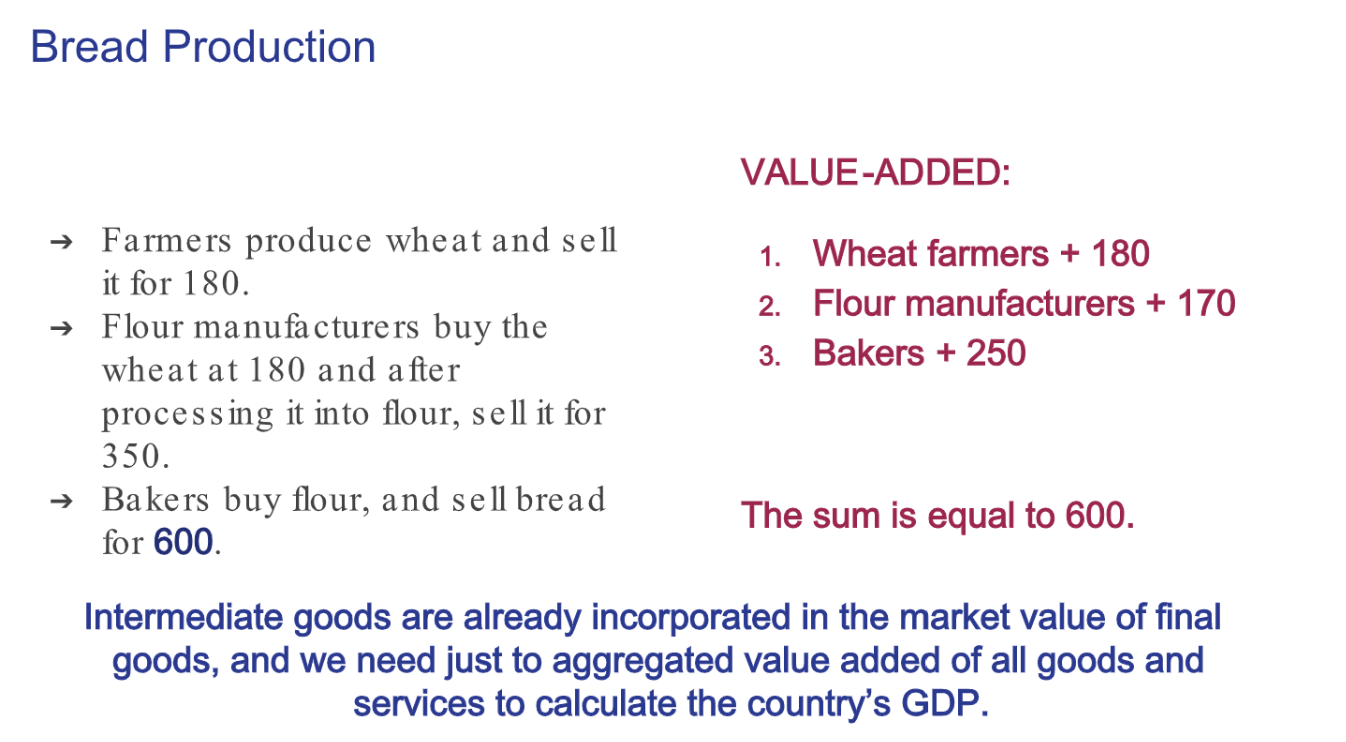 Bread Production
➔ Farmers produce wheat and sell
it for 180.
➔ Flour manufacturers buy the
wheat at 180 and after
processing it into flour, sell it for
350.
➔ Bakers buy flour, and sell bread
for 600.
VALUE-ADDED:
1. Wheat farmers + 180
2. Flour manufacturers + 170
3. Bakers + 250
The sum is equal to 600.
Intermediate goods are already incorporated in the market value of final
goods, and we need just to aggregated value added of all goods and
services to calculate the country’s GDP.